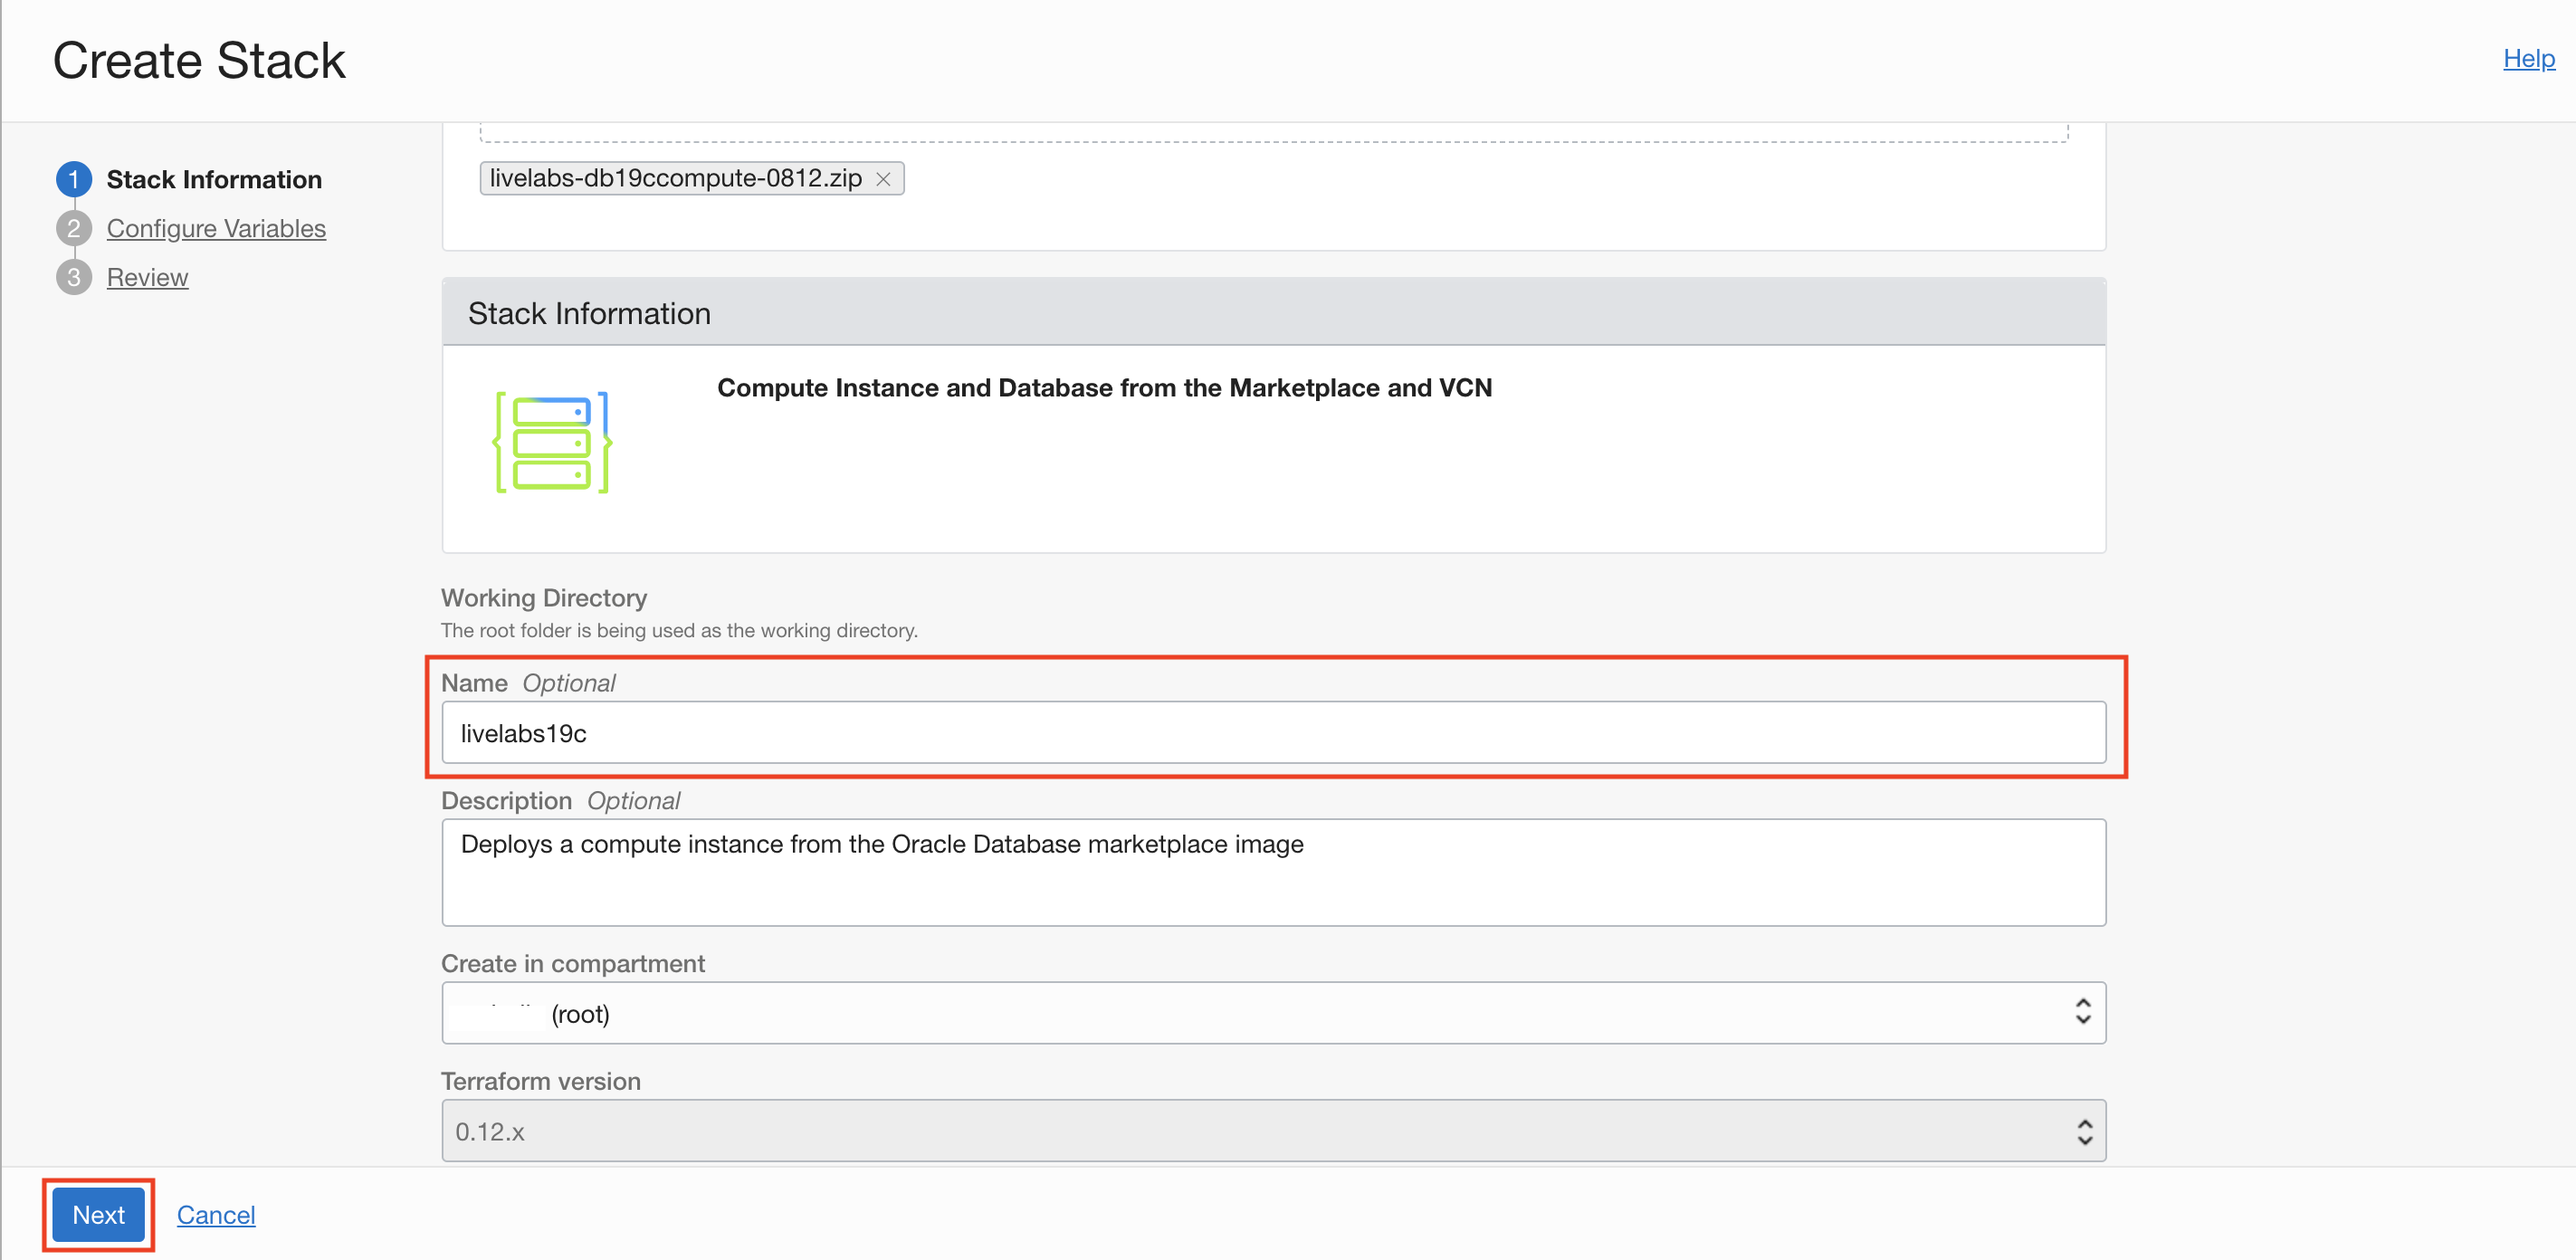 Create Stack
Help
1 Stack Information
2 Configure Variables
3 Review
livelabs-db19ccompute-0812.zip
Stack Information
Compute Instance and Database from the Marketplace and VCN
Working Directory
The root folder is being used as the working directory.
Name Optional
livelabs19c
Description Optional
Deploys a compute instance from the Oracle Database marketplace image
Create in compartment
(root)
Terraform version
0.12.x
Next Cancel